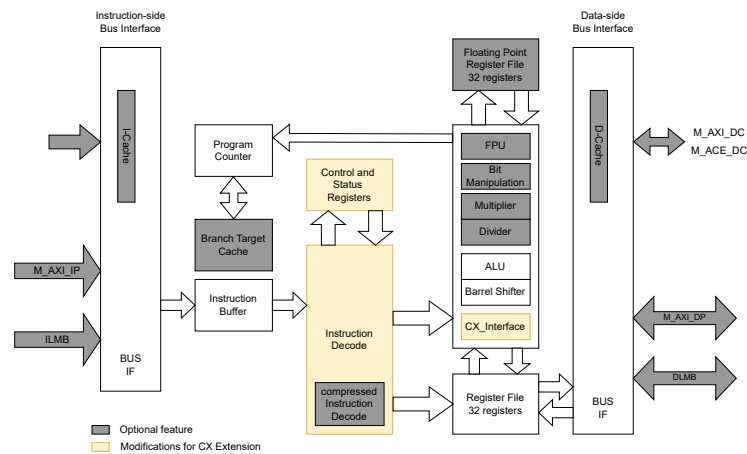 Instruction-side
Bus Interface
Data-side
Bus Interface
Floating Point
Register File
32 registers
I-Cache
D-Cache
M_AXI_DC
M_ACE_DC
Program
Counter
FPU
Bit
Manipulation
Control and
Status
Registers
Multiplier
Divider
Branch Target
Cache
ALU
Barrel Shifter
M_AXI_IP
Instruction
Buffer
CX_Interface
M_AXI_DP
ILMB
Instruction
Decode
BUS
IF
compressed
Instruction
Decode
Register File
32 registers
DLMB
BUS
IF
Optional feature
Modifications for CX Extension